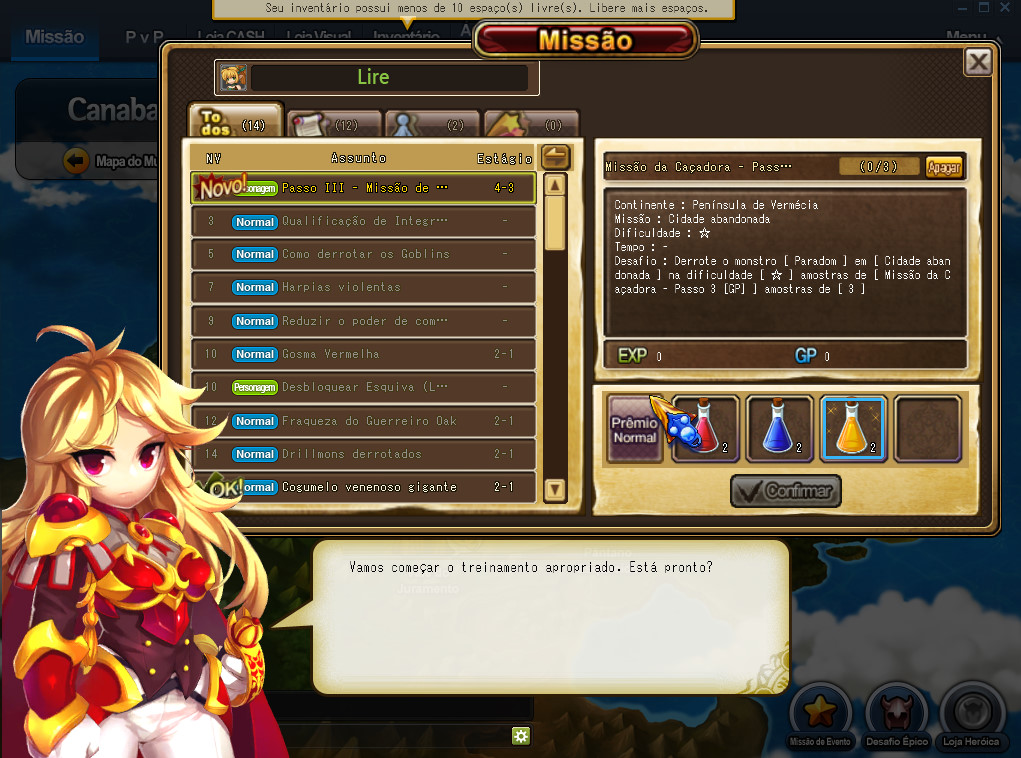 Seu inventário possui menos de 10 espaço(s) livre(s). Libere mais espaços.
Missão
P v P
Loja CASH
Loja Visual
Inventário
Menu
Missão
Lire
Canaba
Mapa do Mu
To
dos (14)
(12)
(2)
(0)
NV Assunto Estágio
Novo! Passo III - Missão de … 4-3
3 Normal Qualificação de Integr…  -
5 Normal Como derrotar os Goblins -
7 Normal Harpias violentas -
9 Normal Reduzir o poder de com… -
10 Normal Gosma Vermelha 2-1
10 Personagem Desbloquear Esquiva (L… -
12 Normal Fraqueza do Guerreiro Oak 2-1
14 Normal Drillmons derrotados 2-1
OK! ormal Cogumelo venenoso gigante 2-1
Missão da Caçadora - Pass… (0/3) Apagar
Continente : Península de Vermécia
Missão : Cidade abandonada
Dificuldade : ☆
Tempo : -
Desafio : Derrote o monstro [ Paradom ] em [ Cidade aban
donada ] na dificuldade [ ☆ ] amostras de [ Missão da C
açadora - Passo 3 [GP] ] amostras de [ 3 ]
EXP 0 GP 0
Prêmio
Normal
2 2 2
Confirmar
Vamos começar o treinamento apropriado. Está pronto?
Missão de Evento
Desafio Épico
Loja Heróica